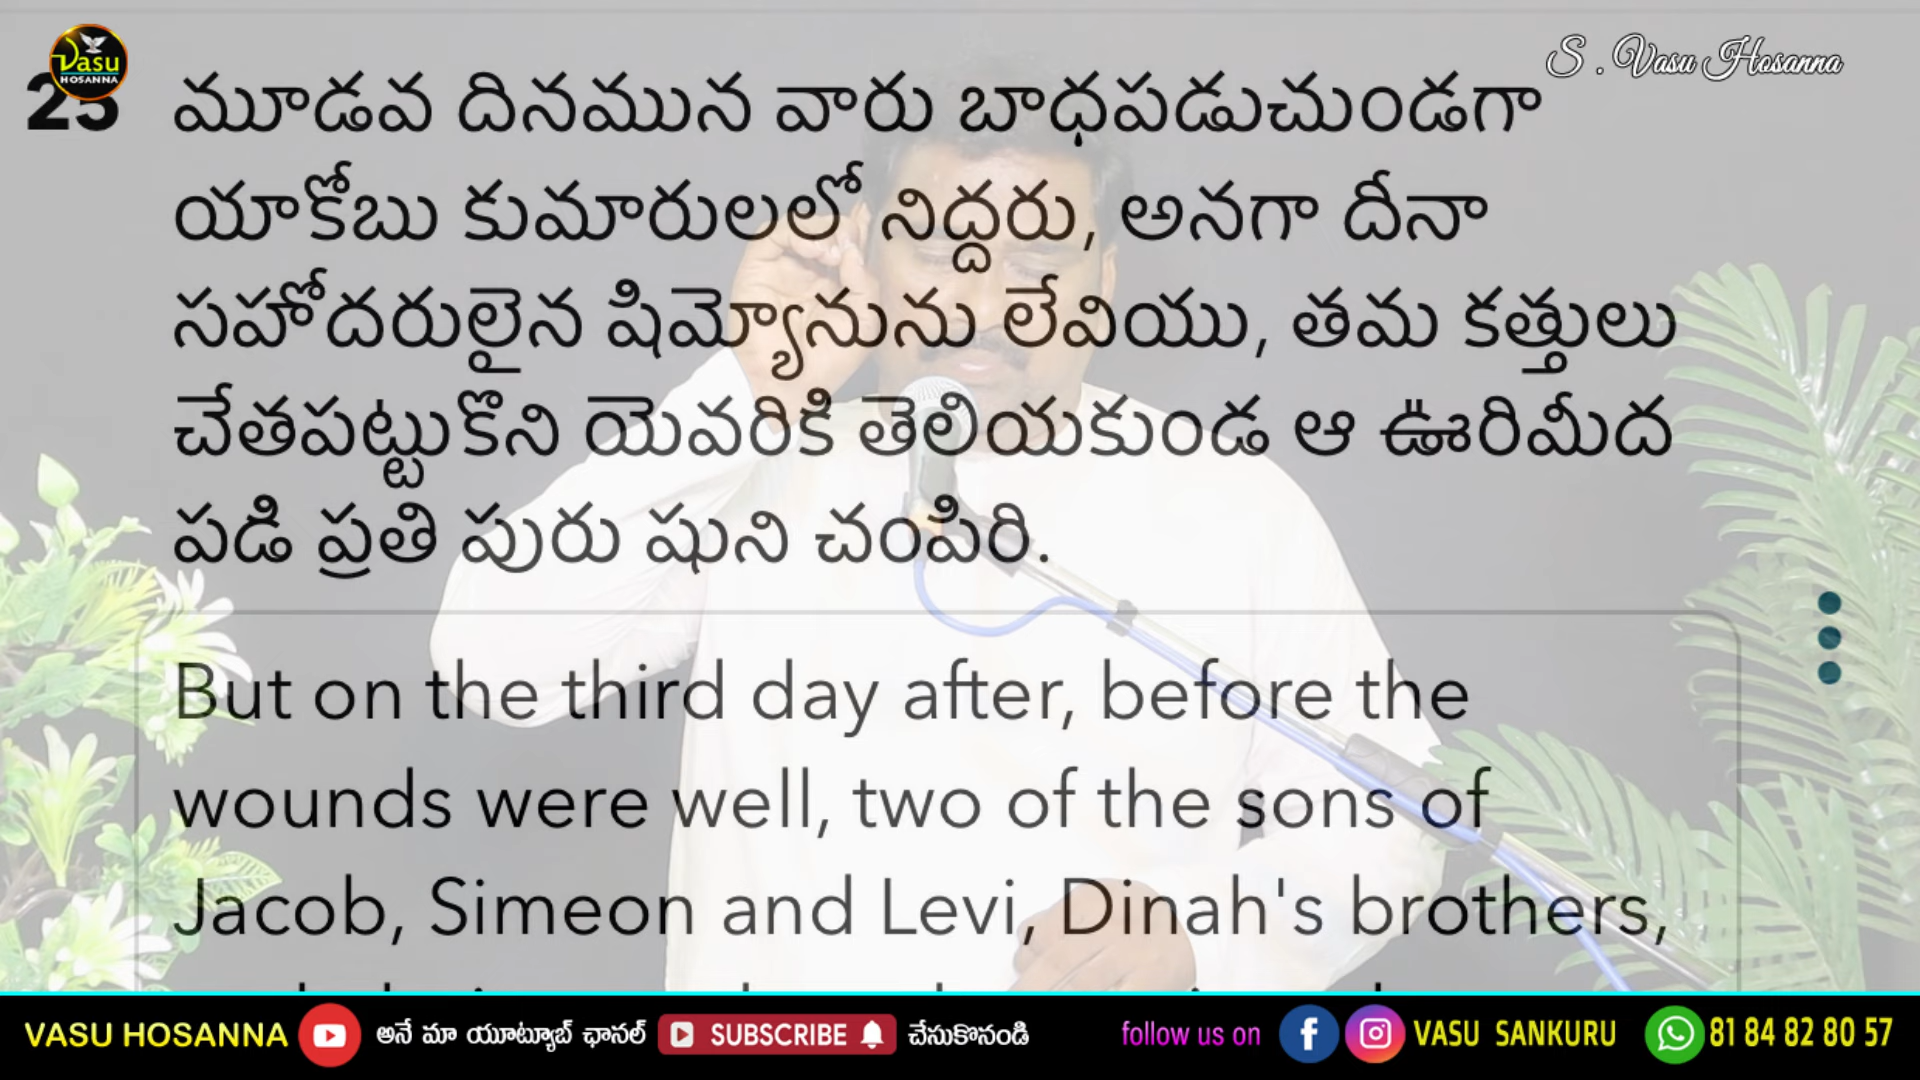 Vasu
HOSANNA
S . Vasu Hosanna
25 మూడవ దినమున వారు బాధపడుచుండగా
యాకోబు కుమారులలో నిద్దరు, అనగా దీనా
సహోదరులైన షిమ్యోనును లేవియు, తమ కత్తులు
చేతపట్టుకొని యెవరికి తెలియకుండ ఆ ఊరిమీద
పడి ప్రతి పురు షుని చంపిరి.
But on the third day after, before the
wounds were well, two of the sons of
Jacob, Simeon and Levi, Dinah's brothers,
VASU HOSANNA అనే మా యూట్యూబ్ ఛానల్ SUBSCRIBE చేసుకొనండి follow us on VASU SANKURU 81 84 82 80 57